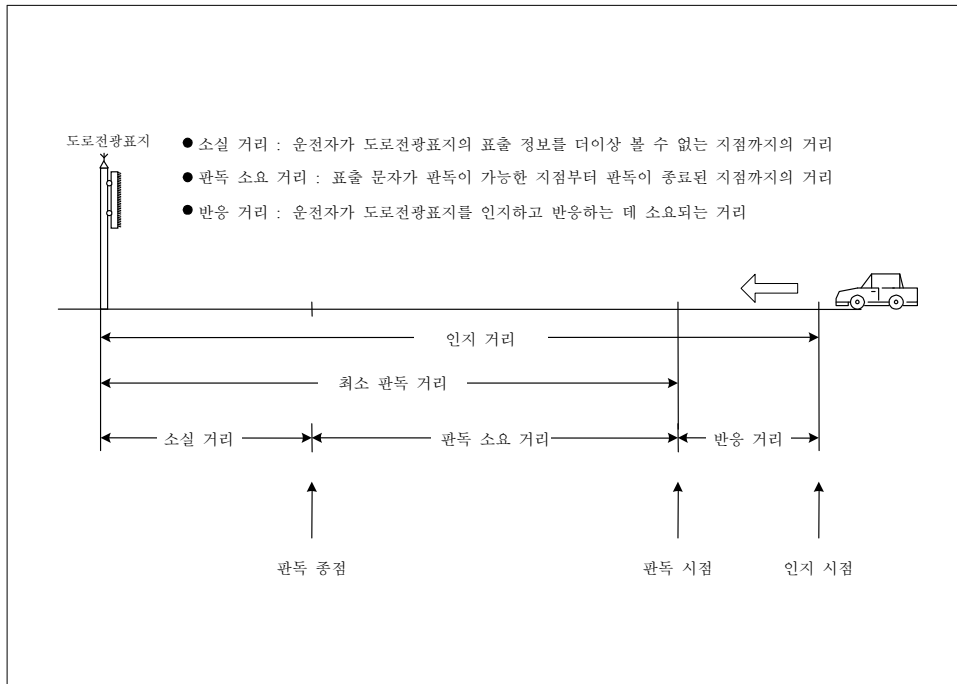 도로전광표지
● 소실 거리 : 운전자가 도로전광표지의 표출 정보를 더이상 볼 수 없는 지점까지의 거리
● 판독 소요 거리 : 표출 문자가 판독이 가능한 지점부터 판독이 종료된 지점까지의 거리
● 반응 거리 : 운전자가 도로전광표지를 인지하고 반응하는 데 소요되는 거리
인지 거리
최소 판독 거리
소실 거리
판독 소요 거리
반응 거리
판독 종점
판독 시점
인지 시점